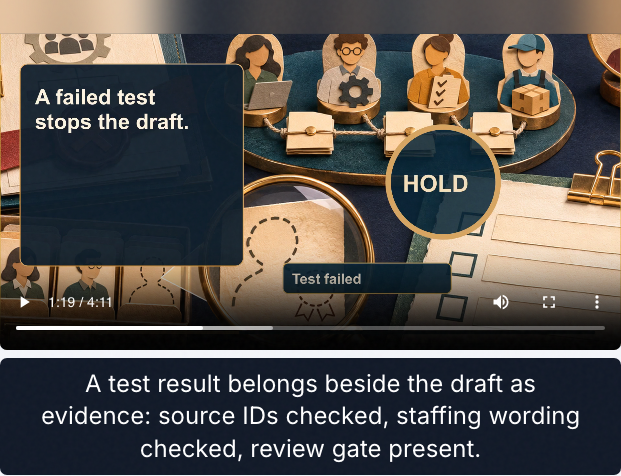 A failed test
stops the draft.
HOLD
Test failed
1:19 / 4:11
A test result belongs beside the draft as
evidence: source IDs checked, staffing wording
checked, review gate present.